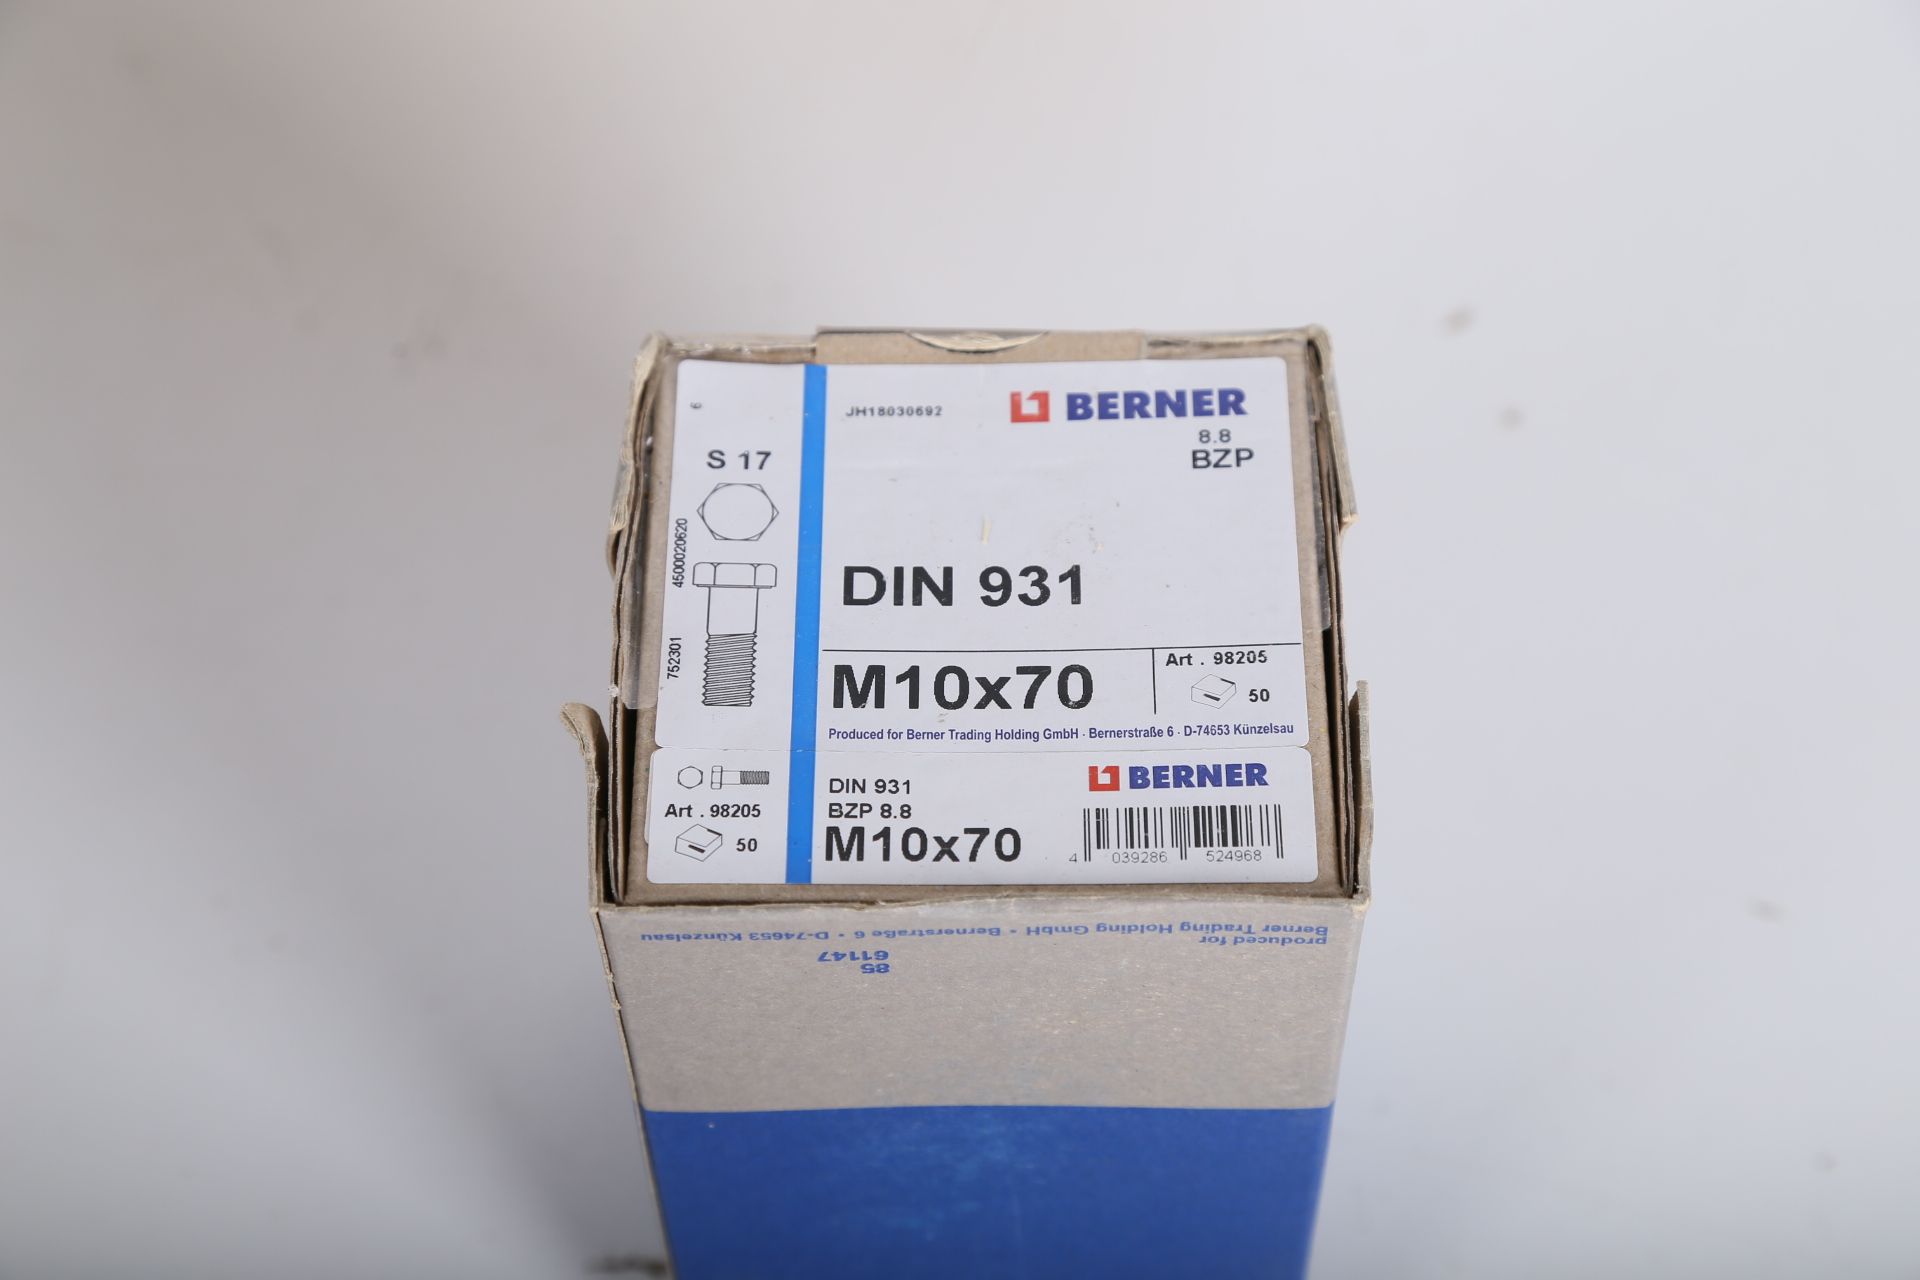 6
JH18030692
BERNER
8.8
BZP
S 17
4500020620
752301
DIN 931
M10x70
Art . 98205
50
Produced for Berner Trading Holding GmbH · Bernerstraße 6 · D-74653 Künzelsau
DIN 931
BZP 8.8
M10x70
Art . 98205
50
BERNER
4 039286 524968
produced for
Berner Trading Holding GmbH • Bernerstraße 6 • D-74653 Künzelsau
85
61147